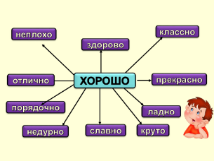 неплохо
здорово
классно
отлично
ХОРОШО
прекрасно
порядочно
ладно
недурно
славно
круто